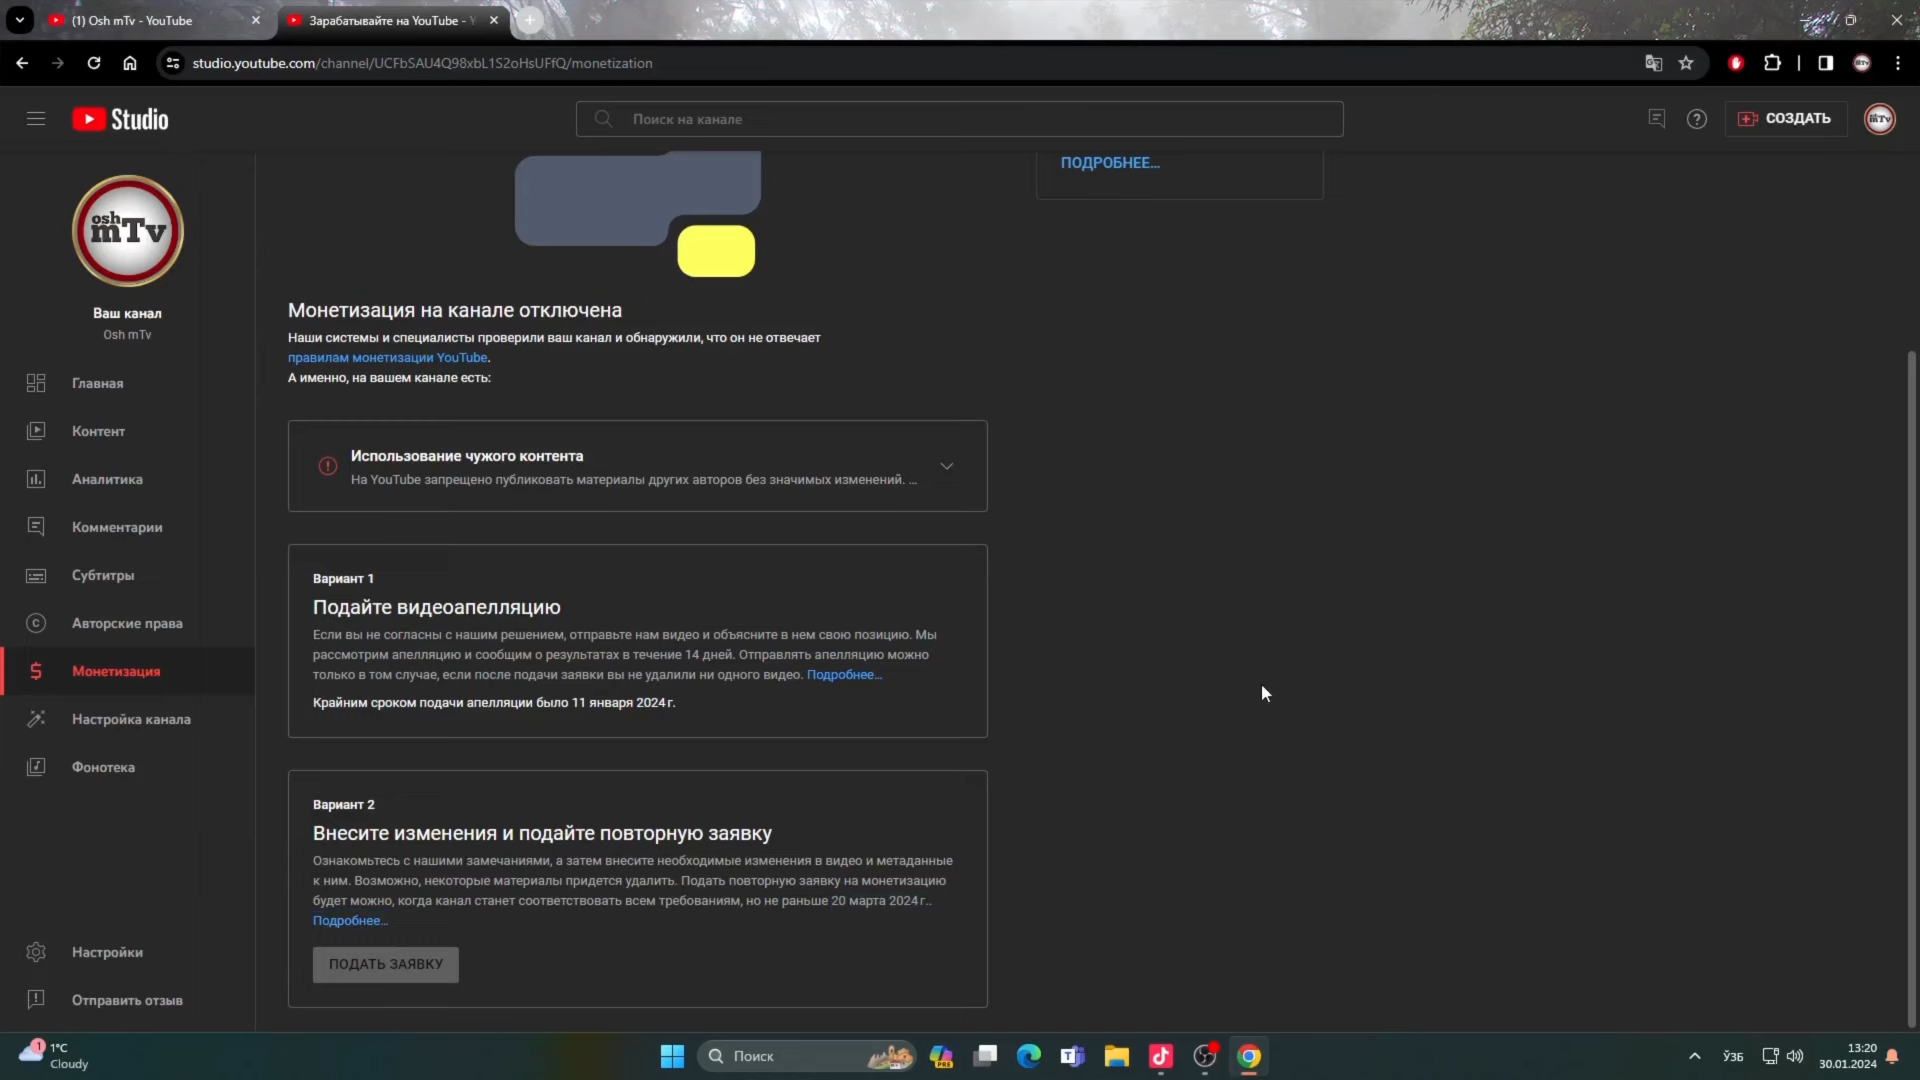 (1) Osh mTv - YouTube
Зарабатывайте на YouTube -
studio.youtube.com/channel/UCFbSAU4Q98xbL1S2oHsUFfQ/monetization
Studio
Поиск на канале
СОЗДАТЬ
osh
mTv
Ваш канал
Osh mTv
Главная
Контент
Аналитика
Комментарии
Субтитры
Авторские права
Монетизация
Настройка канала
Фонотека
Настройки
Отправить отзыв
ПОДРОБНЕЕ...
Монетизация на канале отключена
Наши системы и специалисты проверили ваш канал и обнаружили, что он не отвечает
правилам монетизации YouTube.
А именно, на вашем канале есть:
Использование чужого контента
На YouTube запрещено публиковать материалы других авторов без значимых изменений. ...
Вариант 1
Подайте видеоапелляцию
Если вы не согласны с нашим решением, отправьте нам видео и объясните в нем свою позицию. Мы
рассмотрим апелляцию и сообщим о результатах в течение 14 дней. Отправлять апелляцию можно
только в том случае, если после подачи заявки вы не удалили ни одного видео. Подробнее...
Крайним сроком подачи апелляции было 11 января 2024 г.
Вариант 2
Внесите изменения и подайте повторную заявку
Ознакомьтесь с нашими замечаниями, а затем внесите необходимые изменения в видео и метаданные
к ним. Возможно, некоторые материалы придется удалить. Подать повторную заявку на монетизацию
будет можно, когда канал станет соответствовать всем требованиям, но не раньше 20 марта 2024 г..
Подробнее...
ПОДАТЬ ЗАЯВКУ
1
1°C
Cloudy
Поиск
PRE
ЎЗБ
13:20
30.01.2024